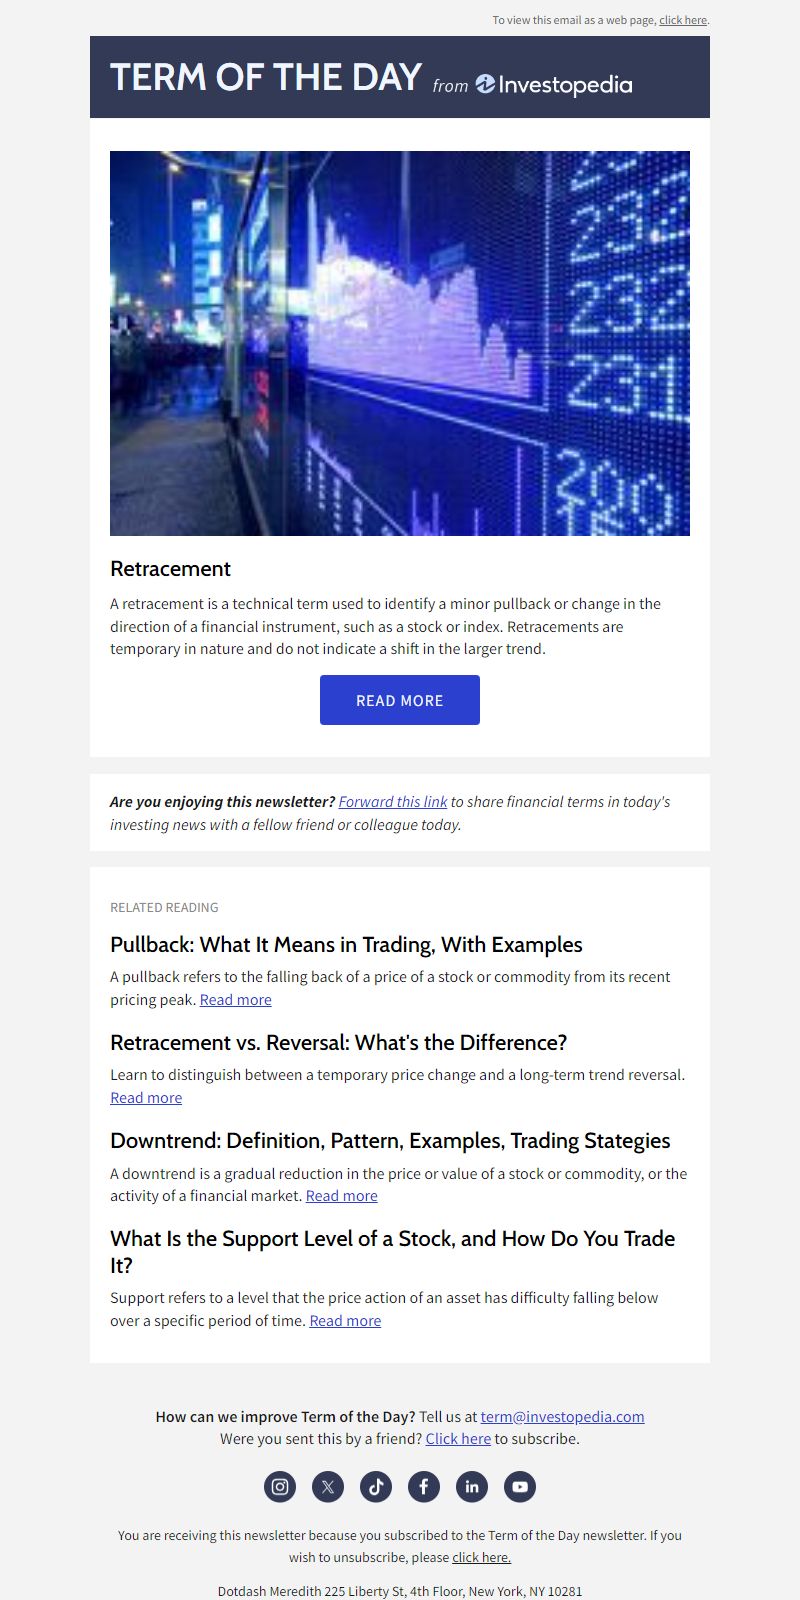 To view this email as a web page, click here.
TERM OF THE DAY from Investopedia
232
232
231
200
Retracement
A retracement is a technical term used to identify a minor pullback or change in the
direction of a financial instrument, such as a stock or index. Retracements are
temporary in nature and do not indicate a shift in the larger trend.
READ MORE
Are you enjoying this newsletter? Forward this link to share financial terms in today's
investing news with a fellow friend or colleague today.
RELATED READING
Pullback: What It Means in Trading, With Examples
A pullback refers to the falling back of a price of a stock or commodity from its recent
pricing peak. Read more
Retracement vs. Reversal: What's the Difference?
Learn to distinguish between a temporary price change and a long-term trend reversal.
Read more
Downtrend: Definition, Pattern, Examples, Trading Stategies
A downtrend is a gradual reduction in the price or value of a stock or commodity, or the
activity of a financial market. Read more
What Is the Support Level of a Stock, and How Do You Trade
It?
Support refers to a level that the price action of an asset has difficulty falling below
over a specific period of time. Read more
How can we improve Term of the Day? Tell us at term@investopedia.com
Were you sent this by a friend? Click here to subscribe.
You are receiving this newsletter because you subscribed to the Term of the Day newsletter. If you
wish to unsubscribe, please click here.
Dotdash Meredith 225 Liberty St, 4th Floor, New York, NY 10281